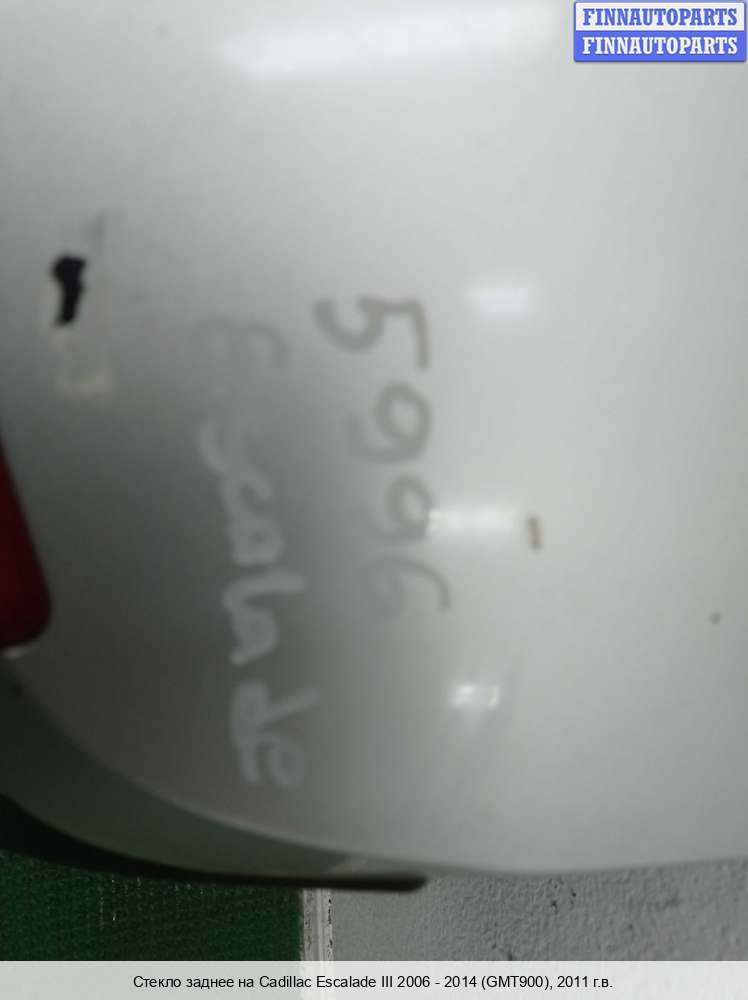 FINNAUTOPARTS
FINNAUTOPARTS
5996
Escalade
Стекло заднее на Cadillac Escalade III 2006 - 2014 (GMT900), 2011 г.в.